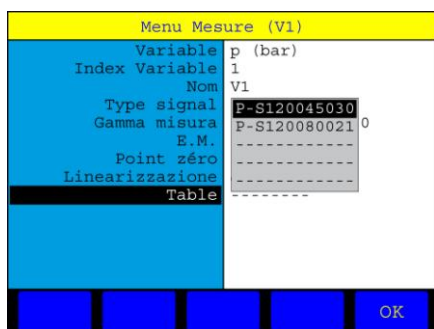 Menu Mesure (V1)
Variable p (bar)
Index Variable 1
Nom V1
Type signal P-S120045030
Gamma misura P-S120080021 0
E.M. ------------
Point zéro ------------
Linearizzazione ------------
Table --------
OK